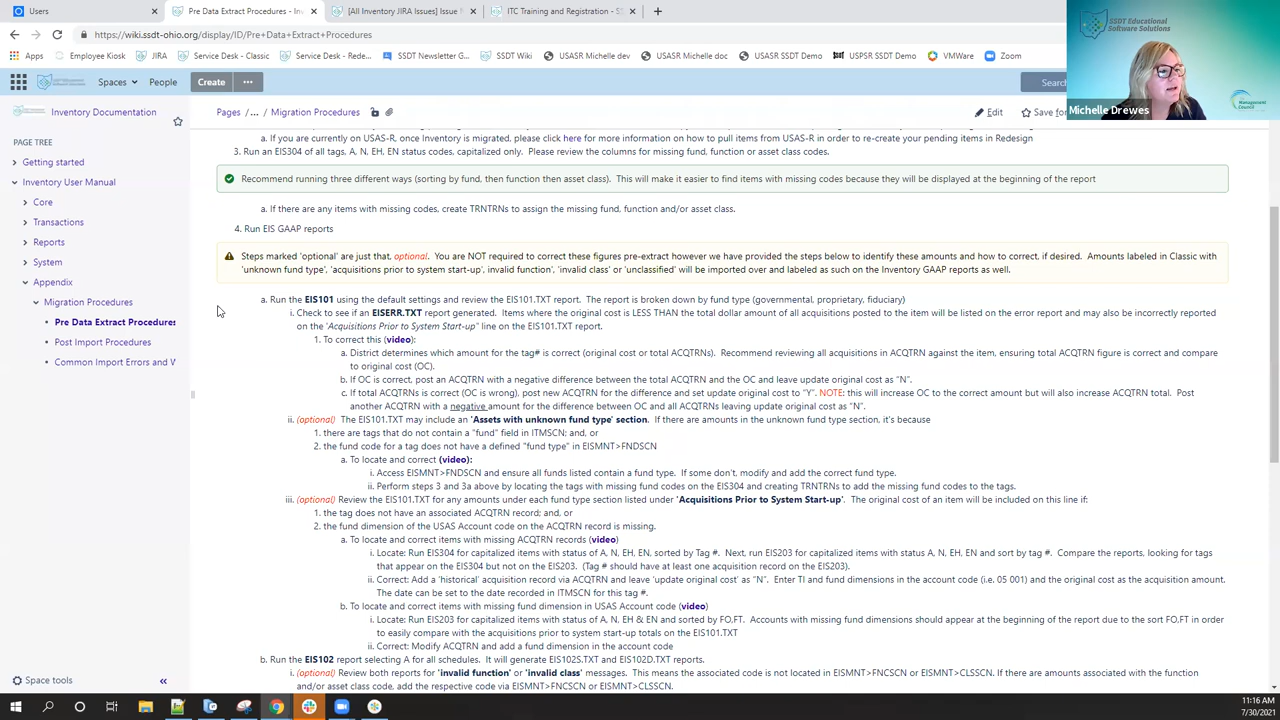 Users
Pre Data Extract Procedures - Inv
[All Inventory JIRA Issues] Issue N
ITC Training and Registration - SS
https://wiki.ssdt-ohio.org/display/ID/Pre+Data+Extract+Procedures
Apps
Employee Kiosk
JIRA
Service Desk - Classic
Service Desk - Rede...
SSDT Newsletter G...
SSDT Wiki
USASR Michelle dev
USPSR Michelle doc
USASR SSDT Demo
USPSR SSDT Demo
VMWare
Zoom
SSDT Educational
Software Solutions
Management
Council
Michelle Drewes
Spaces
People
Create
Search
Inventory Documentation
PAGE TREE
Getting started
Inventory User Manual
Core
Transactions
Reports
System
Appendix
Migration Procedures
Pre Data Extract Procedures
Post Import Procedures
Common Import Errors and W
Space tools
Pages /... / Migration Procedures
Edit
Save for
a. If you are currently on USAS-R, once Inventory is migrated, please click here for more information on how to pull items from USAS-R in order to re-create your pending items in Redesign
3. Run an EIS304 of all tags. A, N, EH, EN status codes, capitalized only. Please review the columns for missing fund, function or asset class codes.
Recommend running three different ways (sorting by fund, then function then asset class). This will make it easier to find items with missing codes because they will be displayed at the beginning of the report
a. If there are any items with missing codes, create TRNTRNs to assign the missing fund, function and/or asset class.
4. Run EIS GAAP reports
Steps marked 'optional' are just that, optional. You are NOT required to correct these figures pre-extract however we have provided the steps below to identify these amounts and how to correct, if desired. Amounts labeled in Classic with
'unknown fund type', 'acquisitions prior to system start-up', invalid function', 'invalid class' or 'unclassified' will be imported over and labeled as such on the Inventory GAAP reports as well.
a. Run the EIS101 using the default settings and review the EIS101.TXT report. The report is broken down by fund type (governmental, proprietary, fiduciary)
i. Check to see if an EISERR.TXT report generated. Items where the original cost is LESS THAN the total dollar amount of all acquisitions posted to the item will be listed on the error report and may also be incorrectly reported
on the 'Acquisitions Prior to System Start-up" line on the EIS101.TXT report.
1. To correct this (video):
a. District determines which amount for the tag# is correct (original cost or total ACQTRNs). Recommend reviewing all acquisitions in ACQTRN against the item, ensuring total ACQTRN figure is correct and compare
to original cost (OC).
b. If OC is correct, post an ACQTRN with a negative difference between the total ACQTRN and the OC and leave update original cost as "N".
c. If total ACQTRNs is correct (OC is wrong), post new ACQTRN for the difference and set update original cost to "Y". NOTE: this will increase OC to the correct amount but will also increase ACQTRN total. Post
another ACQTRN with a negative amount for the difference between OC and all ACQTRNs leaving update original cost as "N".
ii. (optional) The EIS101.TXT may include an 'Assets with unknown fund type' section. If there are amounts in the unknown fund type section, it's because
1. there are tags that do not contain a "fund" field in ITMSCN; and, or
2. the fund code for a tag does not have a defined "fund type" in EISMNT>FNDSCN
a. To locate and correct (video):
i. Access EISMNT>FNDSCN and ensure all funds listed contain a fund type. If some don't, modify and add the correct fund type.
ii. Perform steps 3 and 3a above by locating the tags with missing fund codes on the EIS304 and creating TRNTRNs to add the missing fund codes to the tags.
iii. (optional) Review the EIS101.TXT for any amounts under each fund type section listed under 'Acquisitions Prior to System Start-up'. The original cost of an item will be included on this line if:
1. the tag does not have an associated ACQTRN record; and, or
2. the fund dimension of the USAS Account code on the ACQTRN record is missing.
a. To locate and correct items with missing ACQTRN records (video)
i. Locate: Run EIS304 for capitalized items with status of A, N, EH, EN, sorted by Tag #. Next, run EIS203 for capitalized items with status A, N, EH, EN and sort by tag #. Compare the reports, looking for tags
that appear on the EIS304 but not on the EIS203. (Tag # should have at least one acquisition record on the EIS203).
ii. Correct: Add a 'historical' acquisition record via ACQTRN and leave 'update original cost' as "N". Enter TI and fund dimensions in the account code (i.e. 05 001) and the original cost as the acquisition amount.
The date can be set to the date recorded in ITMSCN for this tag #.
b. To locate and correct items with missing fund dimension in USAS Account code (video)
i. Locate: Run EIS203 for capitalized items with status of A, N, EH & EN and sorted by FO,FT. Accounts with missing fund dimensions should appear at the beginning of the report due to the sort FO,FT in order
to easily compare with the acquisitions prior to system start-up totals on the EIS101.TXT
ii. Correct: Modify ACQTRN and add a fund dimension in the account code
b. Run the EIS102 report selecting A for all schedules. It will generate EIS102S.TXT and EIS102D.TXT reports.
i. (optional) Review both reports for 'invalid function' or 'invalid class' messages. This means the associated code is not located in EISMNT>FNCSCN or EISMNT>CLSSCN. If there are amounts associated with the function
and/or asset class code, add the respective code via EISMNT>FNCSCN or EISMNT>CLSSCN.
11:16 AM
7/30/2021